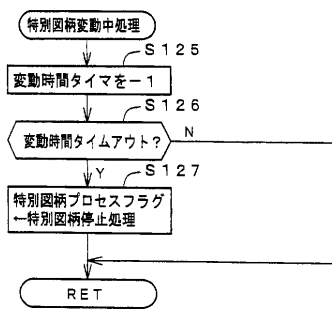 特別図柄変動中処理
S125
変動時間タイマを－1
S126
変動時間タイムアウト？
N
Y
S127
特別図柄プロセスフラグ
←特別図柄停止処理
RET